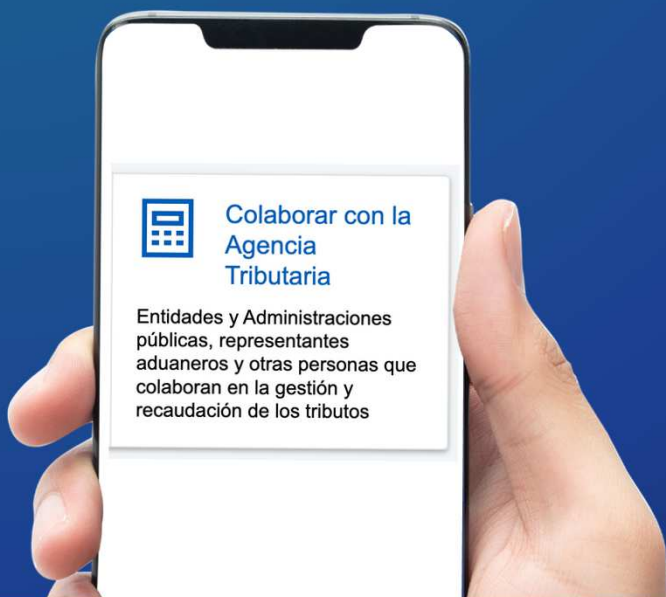 Colaborar con la
Agencia
Tributaria
Entidades y Administraciones
públicas, representantes
aduaneros y otras personas que
colaboran en la gestión y
recaudación de los tributos